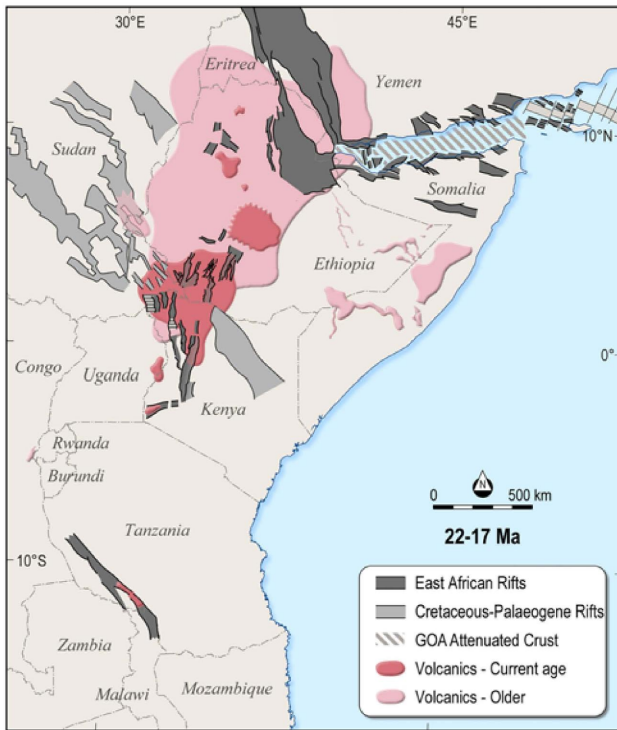 30°E
45°E
Eritrea
Yemen
10°N
Sudan
Somalia
Ethiopia
Congo
Uganda
0°
Kenya
Rwanda
Burundi
N
0 500 km
Tanzania
22-17 Ma
10°S
East African Rifts
Cretaceous-Palaeogene Rifts
GOA Attenuated Crust
Zambia
Volcanics - Current age
Malawi
Mozambique
Volcanics - Older